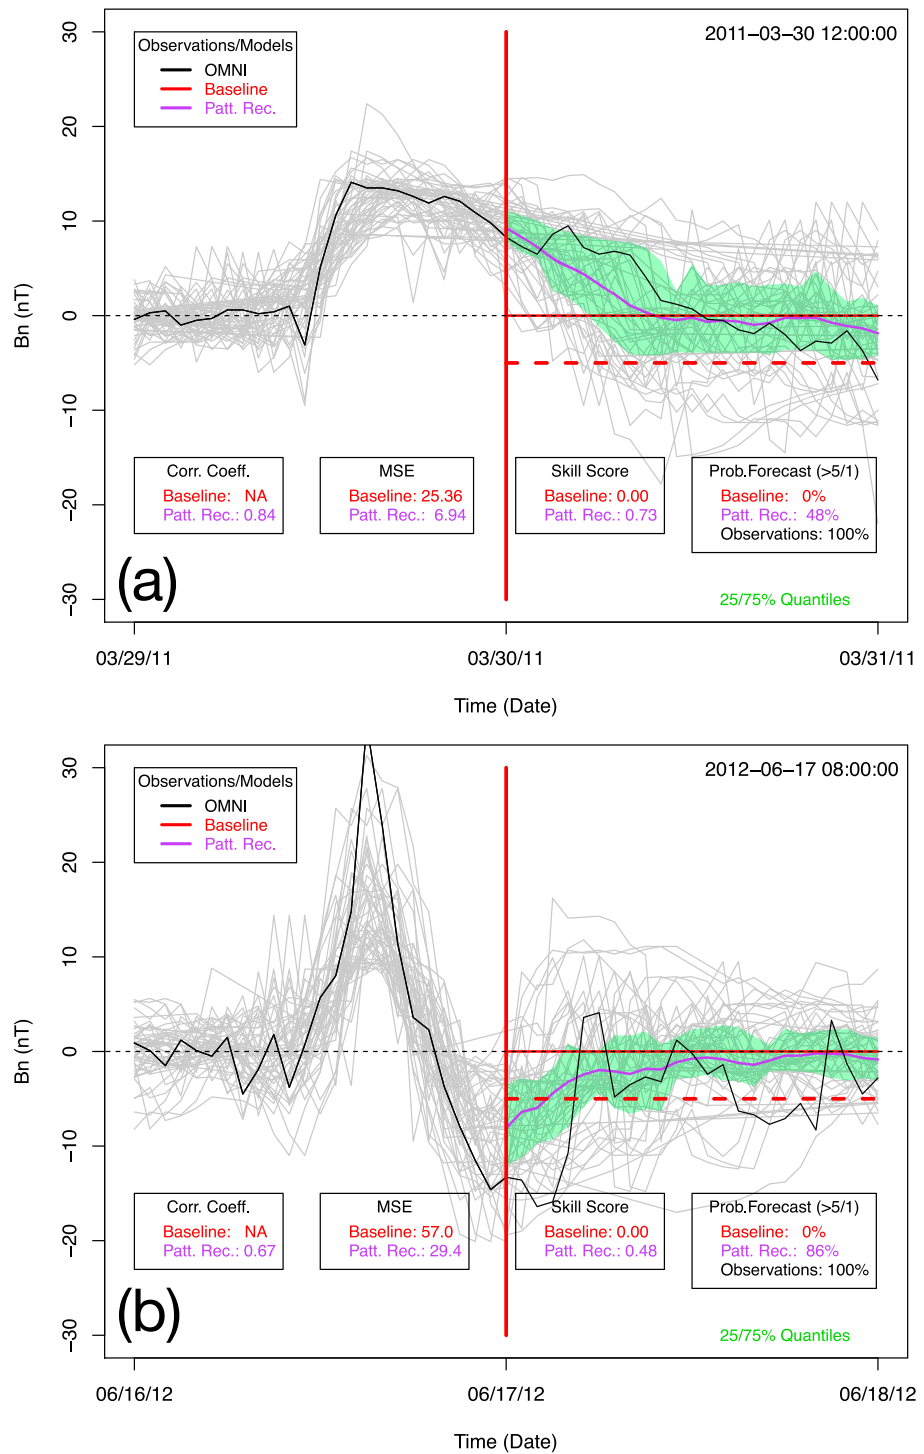 2011–03–30 12:00:00
Observations/Models
OMNI
Baseline
Patt. Rec.
30
20
10
0
−10
−20
−30
Bn (nT)
Corr. Coeff.
Baseline: NA
Patt. Rec.: 0.84
MSE
Baseline: 25.36
Patt. Rec.: 6.94
Skill Score
Baseline: 0.00
Patt. Rec.: 0.73
Prob.Forecast (>5/1)
Baseline: 0%
Patt. Rec.: 48%
Observations: 100%
(a)
25/75% Quantiles
03/29/11 03/30/11 03/31/11
Time (Date)
2012–06–17 08:00:00
Observations/Models
OMNI
Baseline
Patt. Rec.
30
20
10
0
−10
−20
−30
Bn (nT)
Corr. Coeff.
Baseline: NA
Patt. Rec.: 0.67
MSE
Baseline: 57.0
Patt. Rec.: 29.4
Skill Score
Baseline: 0.00
Patt. Rec.: 0.48
Prob.Forecast (>5/1)
Baseline: 0%
Patt. Rec.: 86%
Observations: 100%
(b)
25/75% Quantiles
06/16/12 06/17/12 06/18/12
Time (Date)